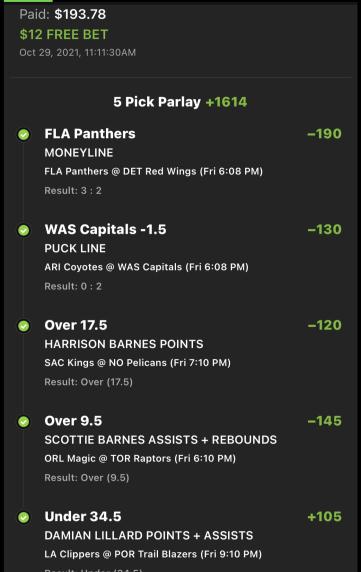 Paid: $193.78
$12 FREE BET
Oct 29, 2021, 11:11:30AM
5 Pick Parlay +1614
FLA Panthers −190
MONEYLINE
FLA Panthers @ DET Red Wings (Fri 6:08 PM)
Result: 3 : 2
WAS Capitals -1.5 −130
PUCK LINE
ARI Coyotes @ WAS Capitals (Fri 6:08 PM)
Result: 0 : 2
Over 17.5 −120
HARRISON BARNES POINTS
SAC Kings @ NO Pelicans (Fri 7:10 PM)
Result: Over (17.5)
Over 9.5 −145
SCOTTIE BARNES ASSISTS + REBOUNDS
ORL Magic @ TOR Raptors (Fri 6:10 PM)
Result: Over (9.5)
Under 34.5 +105
DAMIAN LILLARD POINTS + ASSISTS
LA Clippers @ POR Trail Blazers (Fri 9:10 PM)
Result: Under (34.5)